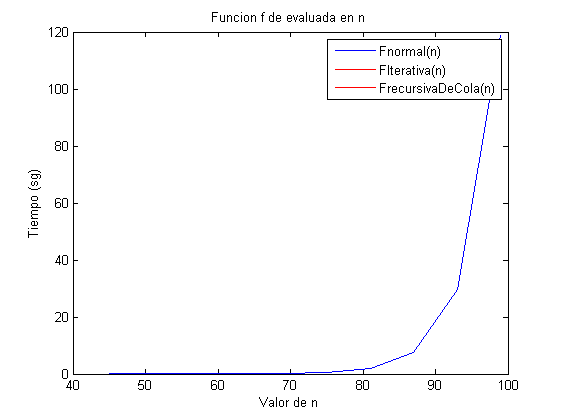 Funcion f de evaluada en n
120
100
80
60
40
20
0
Tiempo (sg)
Fnormal(n)
FIterativa(n)
FrecursivaDeCola(n)
40 50 60 70 80 90 100
Valor de n